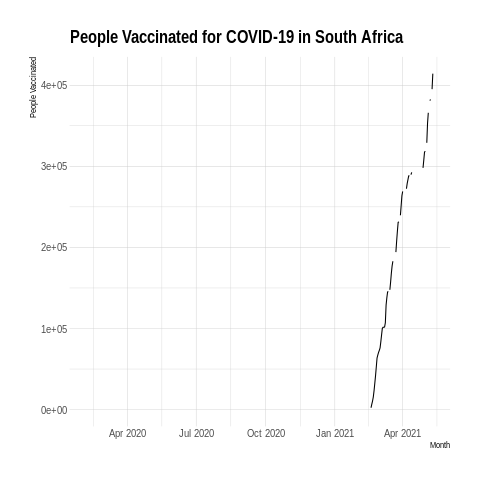 People Vaccinated for COVID-19 in South Africa
People Vaccinated
4e+05
3e+05
2e+05
1e+05
0e+00
Apr 2020 Jul 2020 Oct 2020 Jan 2021 Apr 2021
Month